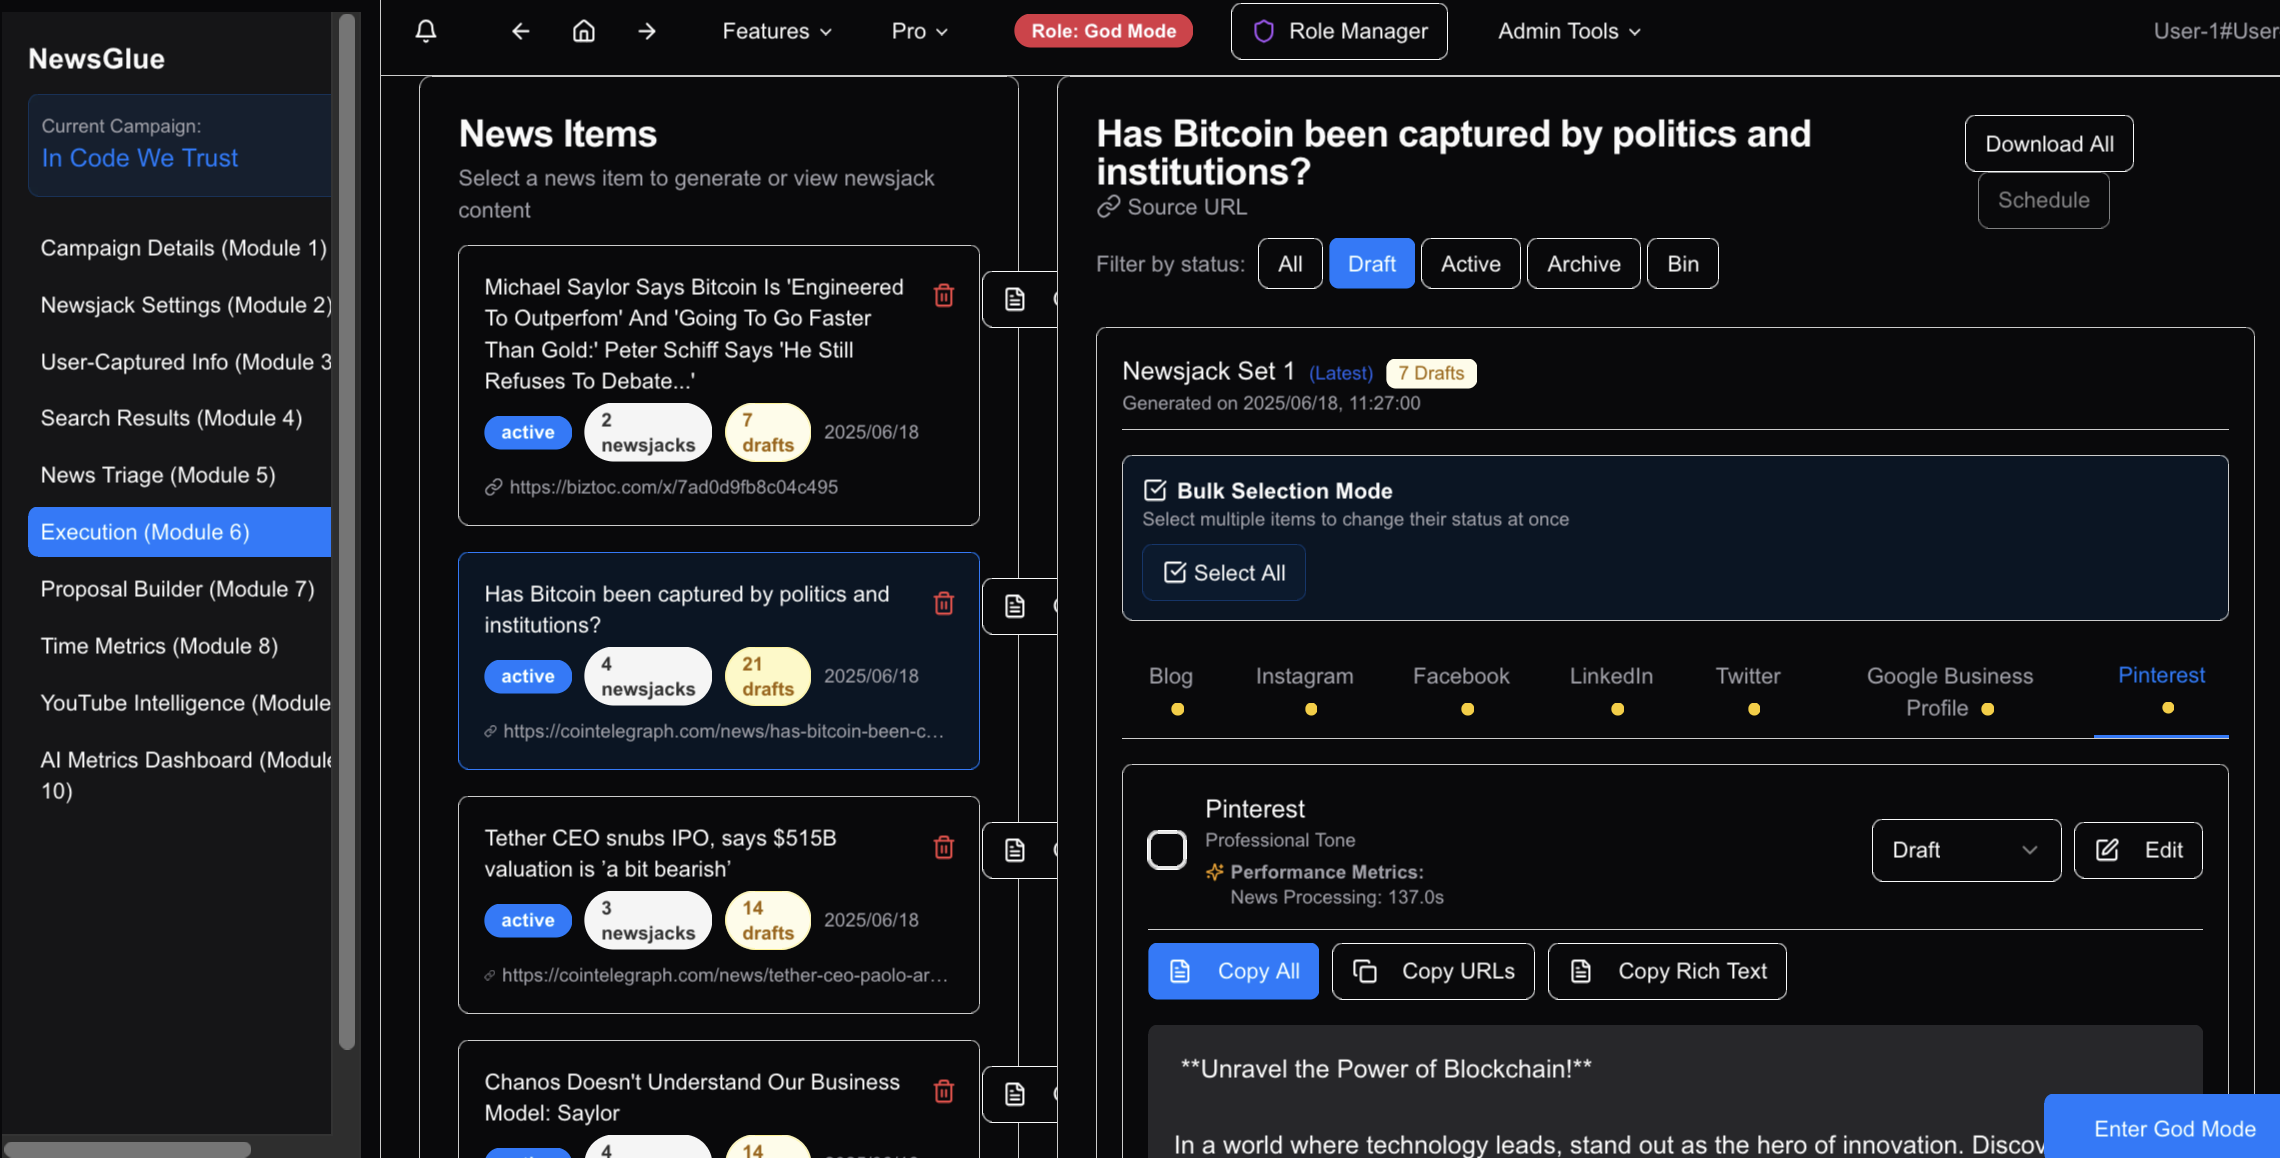 NewsGlue
Current Campaign:
In Code We Trust
Campaign Details (Module 1)
Newsjack Settings (Module 2)
User-Captured Info (Module 3
Search Results (Module 4)
News Triage (Module 5)
Execution (Module 6)
Proposal Builder (Module 7)
Time Metrics (Module 8)
YouTube Intelligence (Module
AI Metrics Dashboard (Module
10)
Features
Pro
Role: God Mode
Role Manager
Admin Tools
User-1#User
News Items
Select a news item to generate or view newsjack
content
Michael Saylor Says Bitcoin Is 'Engineered
To Outperfom' And 'Going To Go Faster
Than Gold:' Peter Schiff Says 'He Still
Refuses To Debate...'
active
2
newsjacks
7
drafts
2025/06/18
https://biztoc.com/x/7ad0d9fb8c04c495
Has Bitcoin been captured by politics and
institutions?
active
4
newsjacks
21
drafts
2025/06/18
https://cointelegraph.com/news/has-bitcoin-been-c...
Tether CEO snubs IPO, says $515B
valuation is ’a bit bearish’
active
3
newsjacks
14
drafts
2025/06/18
https://cointelegraph.com/news/tether-ceo-paolo-ar...
Chanos Doesn't Understand Our Business
Model: Saylor
4
14
Has Bitcoin been captured by politics and
institutions?
Source URL
Download All
Schedule
Filter by status:
All
Draft
Active
Archive
Bin
Newsjack Set 1 (Latest) 7 Drafts
Generated on 2025/06/18, 11:27:00
Bulk Selection Mode
Select multiple items to change their status at once
Select All
Blog
Instagram
Facebook
LinkedIn
Twitter
Google Business
Profile
Pinterest
Pinterest
Professional Tone
Performance Metrics:
News Processing: 137.0s
Draft
Edit
Copy All
Copy URLs
Copy Rich Text
**Unravel the Power of Blockchain!**
In a world where technology leads, stand out as the hero of innovation. Discov
Enter God Mode